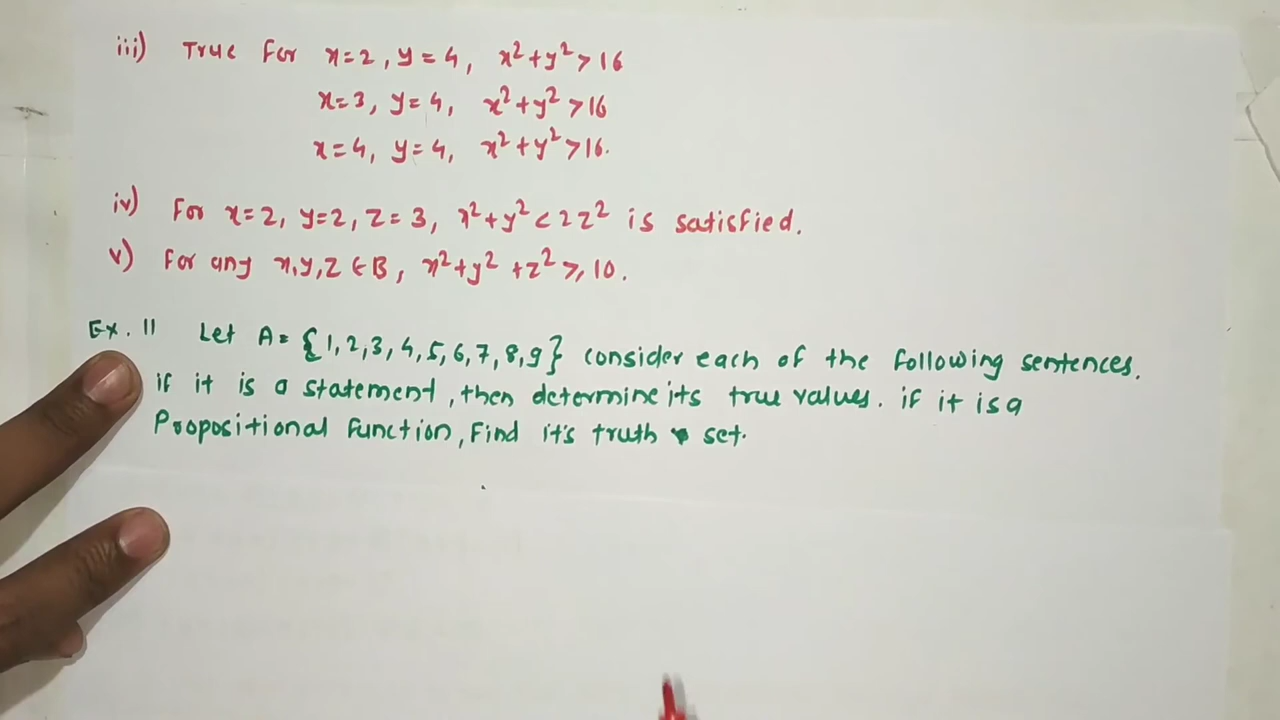 iii) True for x=2, y=4, x²+y²>16
x=3, y=4, x²+y²>16
x=4, y=4, x²+y²>16.
iv) For x=2, y=2, z=3, x²+y²<2z² is satisfied.
v) For any x,y,z ∈ B, x²+y²+z²≥10.
Ex. 11 Let A= {1,2,3,4,5,6,7,8,9} consider each of the following sentences.
if it is a statement, then determine its true values. if it is a
Propositional function, Find it's truth set.